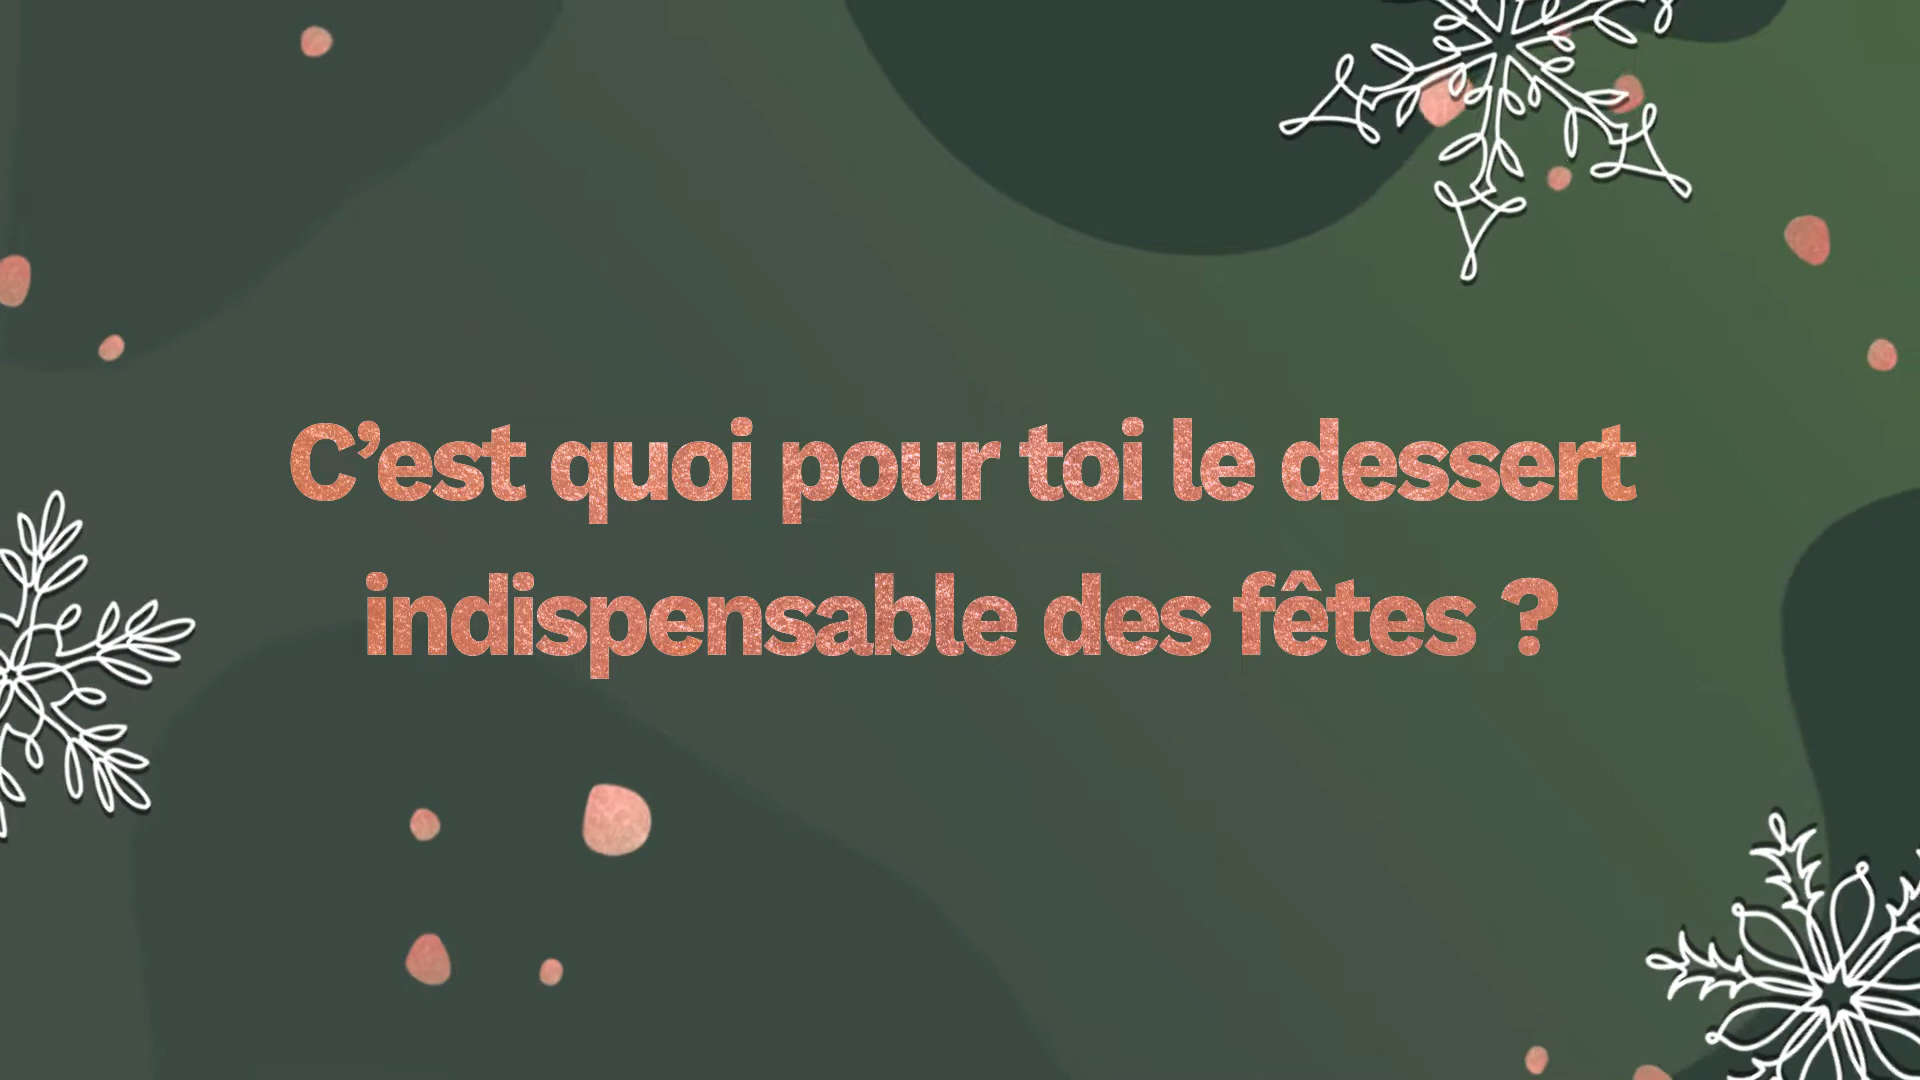 C’est quoi pour toi le dessert
indispensable des fêtes ?